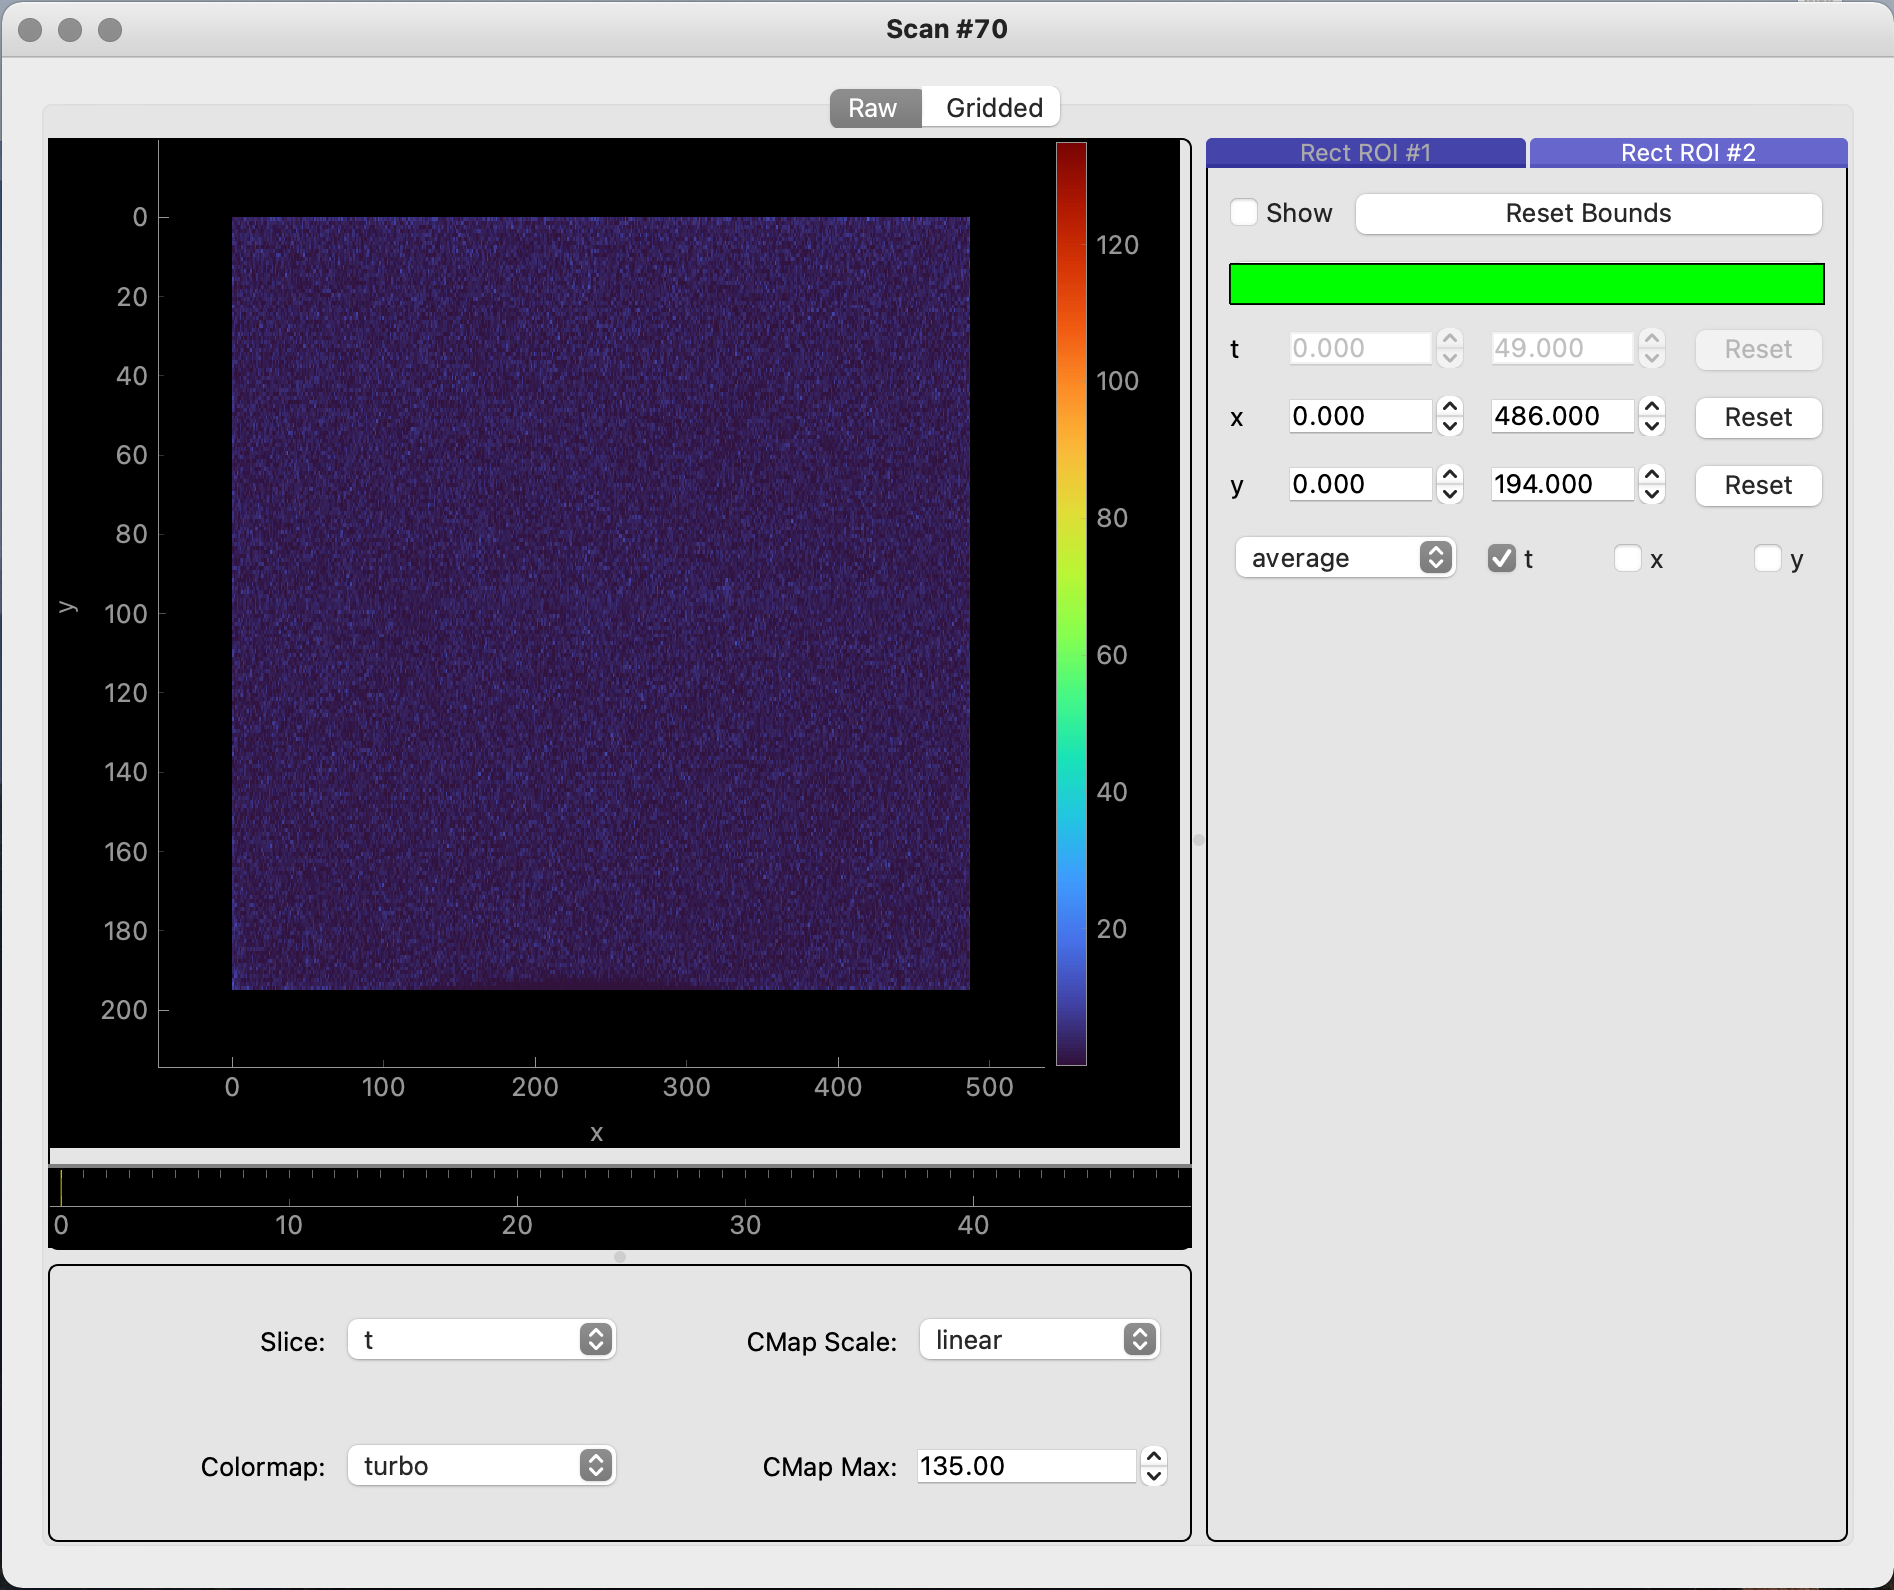 Scan #70
Raw Gridded
0
20
40
60
80
100
120
140
160
180
200
y
0 100 200 300 400 500
x
120
100
80
60
40
20
0 10 20 30 40
Slice: t CMap Scale: linear
Colormap: turbo CMap Max: 135.00
Rect ROI #1 Rect ROI #2
Show Reset Bounds
t 0.000 49.000 Reset
x 0.000 486.000 Reset
y 0.000 194.000 Reset
average t x y